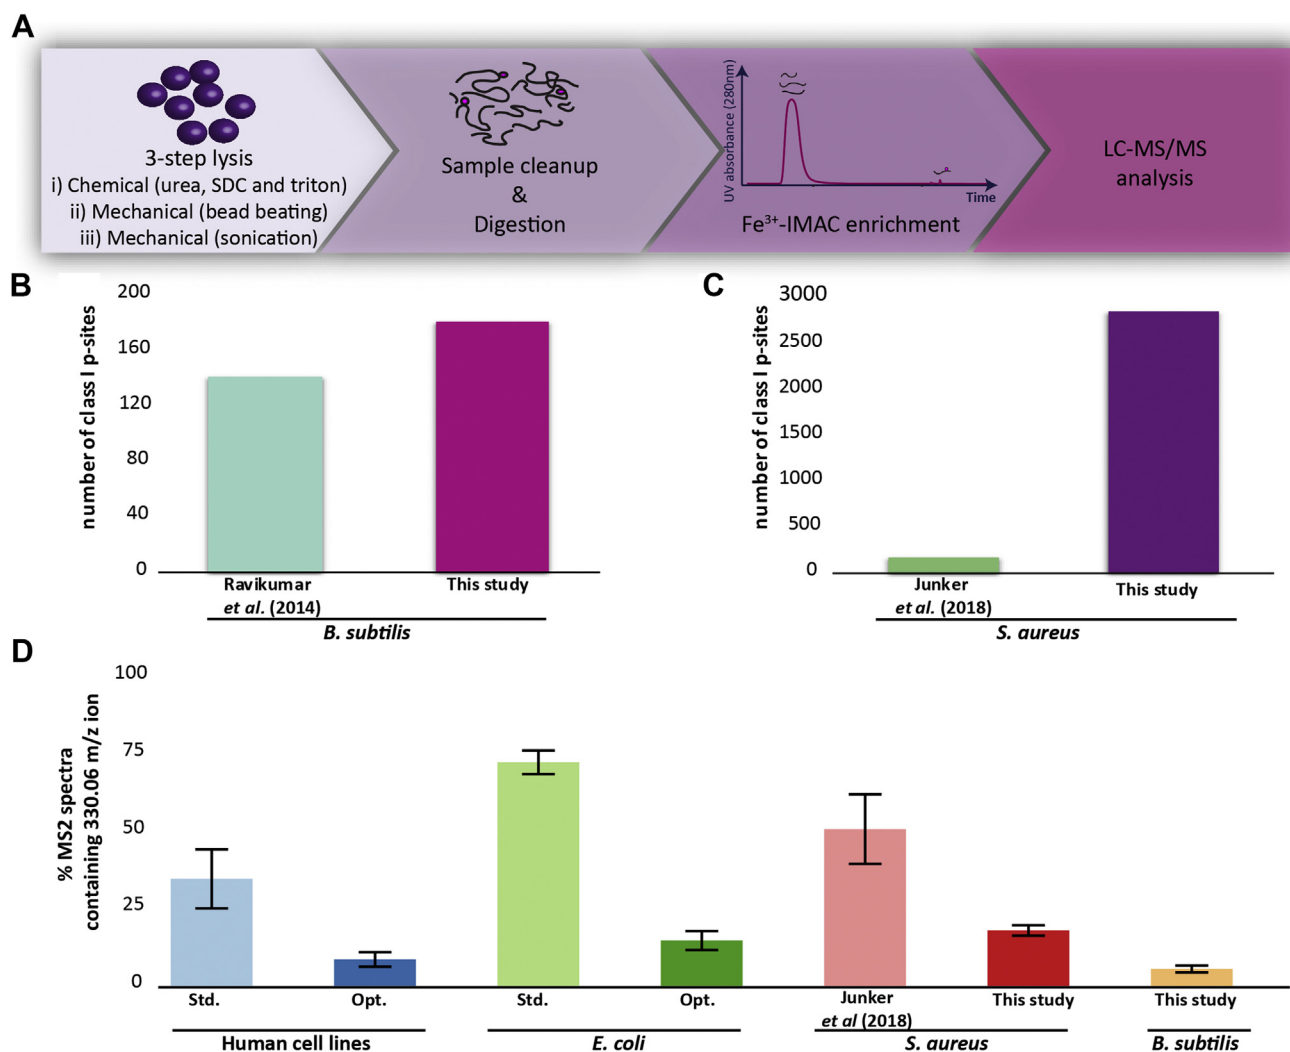 A
3-step lysis
i) Chemical (urea, SDC and triton)
ii) Mechanical (bead beating)
iii) Mechanical (sonication)
Sample cleanup
&
Digestion
UV absorbance (280nm)
Time
Fe³⁺-IMAC enrichment
LC-MS/MS
analysis
B
number of class I p-sites
200
160
120
80
40
0
Ravikumar
et al. (2014)
This study
B. subtilis
C
number of class I p-sites
3000
2500
2000
1500
1000
500
0
Junker
et al. (2018)
This study
S. aureus
D
% MS2 spectra
containing 330.06 m/z ion
100
75
50
25
0
Std.
Opt.
Std.
Opt.
Junker
et al (2018)
This study
This study
Human cell lines
E. coli
S. aureus
B. subtilis